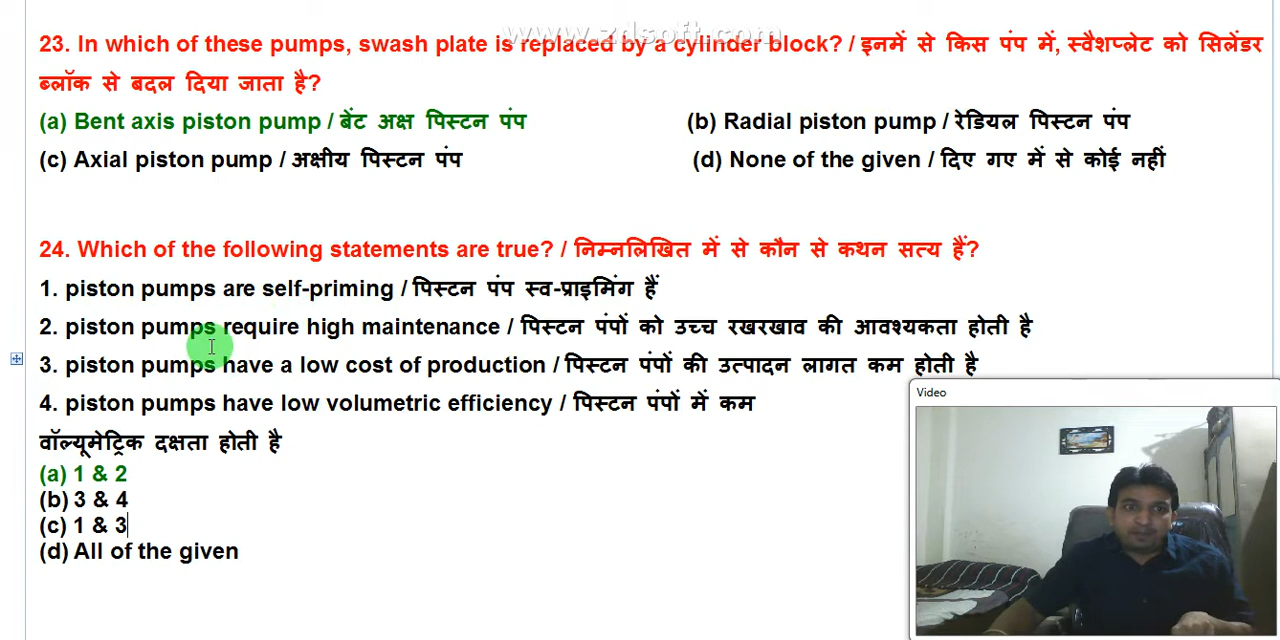 www.zdsoft.com
23. In which of these pumps, swash plate is replaced by a cylinder block? / इनमें से किस पंप में, स्वैशप्लेट को सिलेंडर
ब्लॉक से बदल दिया जाता है?
(a) Bent axis piston pump / बेंट अक्ष पिस्टन पंप (b) Radial piston pump / रेडियल पिस्टन पंप
(c) Axial piston pump / अक्षीय पिस्टन पंप (d) None of the given / दिए गए में से कोई नहीं
24. Which of the following statements are true? / निम्नलिखित में से कौन से कथन सत्य हैं?
1. piston pumps are self-priming / पिस्टन पंप स्व-प्राइमिंग हैं
2. piston pumps require high maintenance / पिस्टन पंपों को उच्च रखरखाव की आवश्यकता होती है
3. piston pumps have a low cost of production / पिस्टन पंपों की उत्पादन लागत कम होती है
4. piston pumps have low volumetric efficiency / पिस्टन पंपों में कम
वॉल्यूमेट्रिक दक्षता होती है
(a) 1 & 2
(b) 3 & 4
(c) 1 & 3
(d) All of the given
Video